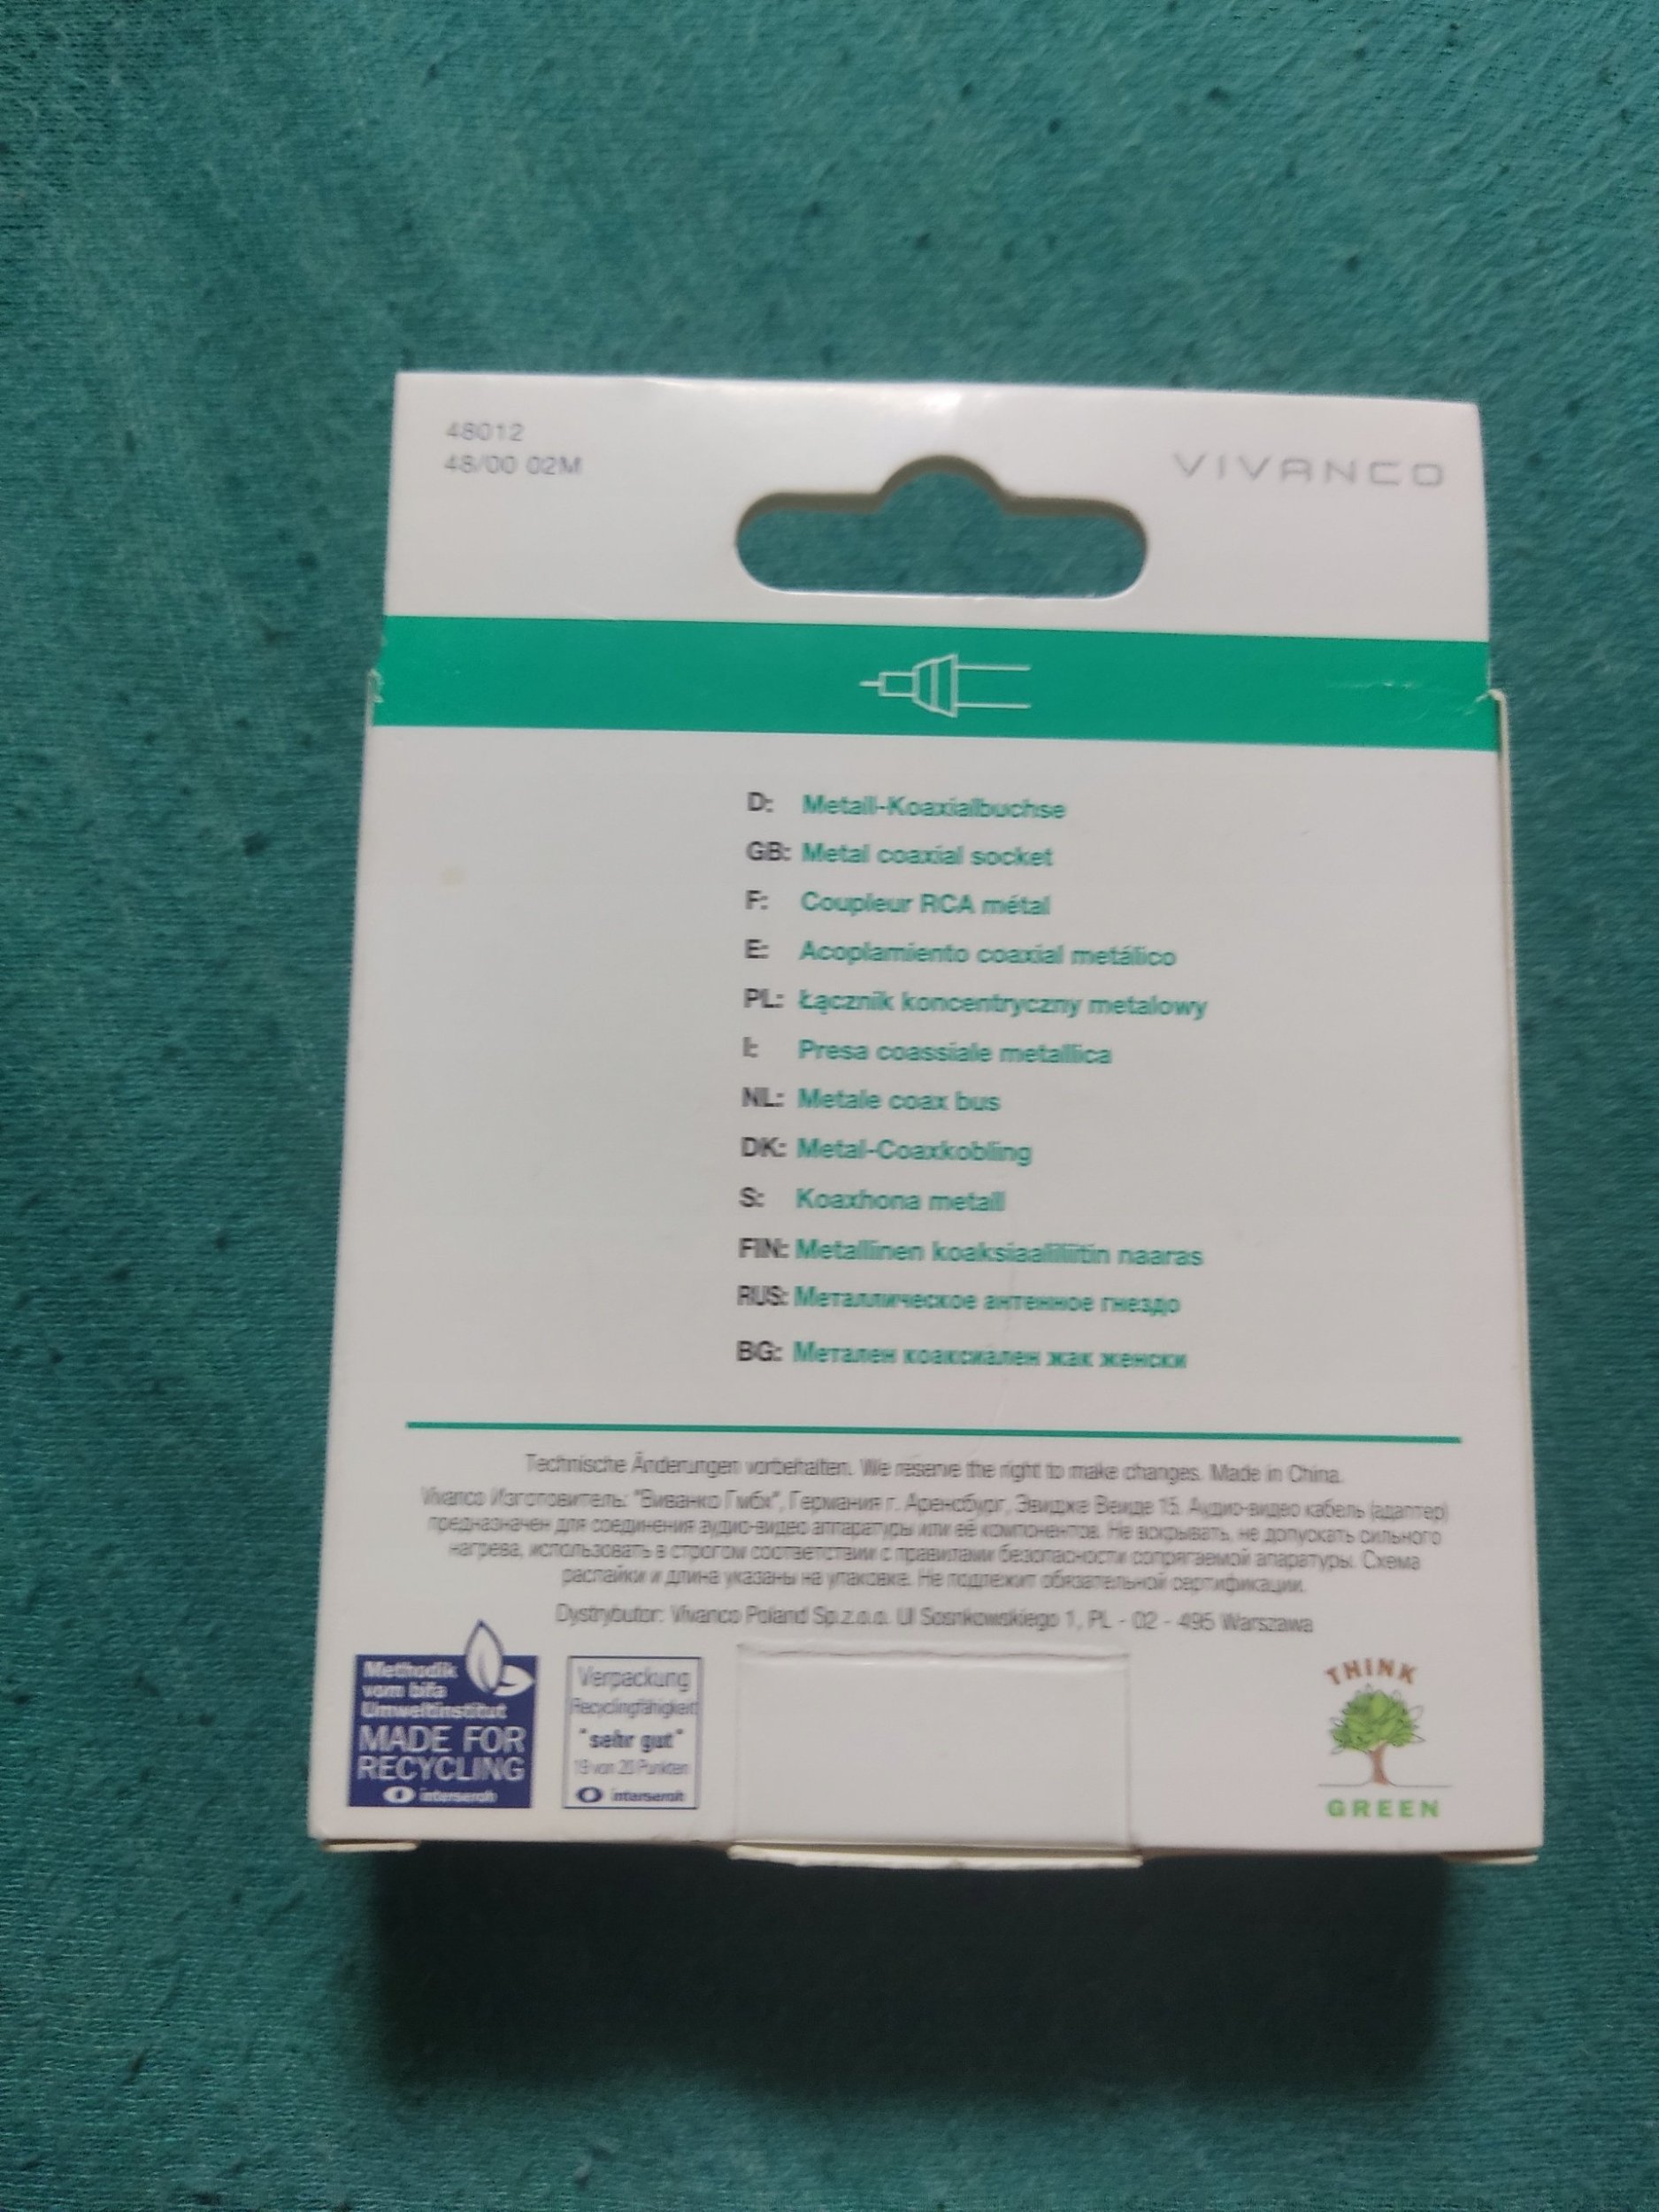 48012
48/00 02M
VIVANCO
D: Metall-Koaxialbuchse
GB: Metal coaxial socket
F: Coupleur RCA métal
E: Acoplamiento coaxial metálico
PL: Łącznik koncentryczny metalowy
I: Presa coassiale metallica
NL: Metale coax bus
DK: Metal-Coaxkobling
S: Koaxhona metall
FIN: Metallinen koaksiaaliliitin naaras
RUS: Металлическое антенное гнездо
BG: Метален коаксиален жак женски
Technische Änderungen vorbehalten. We reserve the right to make changes. Made in China.
Vivanco Изготовитель: "Виванко Гмбх", Германия г. Аренсбург, Эвидже Веиде 15. Аудио-видео кабель (адаптер)
предназначен для соединения аудио-видео аппаратуры или её компонентов. Не вскрывать, не допускать сильного
нагрева, использовать в строгом соответствии с правилами безопасности сопрягаемой апаратуры. Схема
распайки и длина указаны на упаковке. Не подлежит обязательной сертификации.
Dystrybutor: Vivanco Poland Sp.z.o.o. Ul Sosnkowskiego 1, PL - 02 - 495 Warszawa
Methodik
vom bifa
Umweltinstitut
MADE FOR
RECYCLING
interseroh
Verpackung
Recyclingfähigkeit
"sehr gut"
19 von 20 Punkten
interseroh
THINK
GREEN